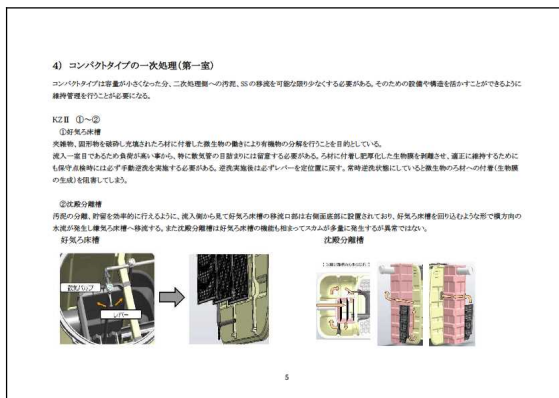 4) コンパクトタイプの一次処理(第一室)
コンパクトタイプは容量が小さくなった分、二次処理側への汚泥、SSの移流を可能な限り少なくする必要がある。そのための設備や構造を活かすことができるように
維持管理を行うことが必要になる。
KZⅡ ①～②
①好気ろ床槽
夾雑物、固形物を破砕し充填されたろ材に付着した微生物の働きにより有機物の分解を行うことを目的としている。
流入一室目であるため負荷が高い事から、特に散気管の目詰まりには留意する必要がある。ろ材に付着し肥厚化した生物膜を剥離させ、適正に維持するために
も保守点検時には必ず手動逆洗を実施する必要がある。逆洗実施後は必ずレバーを定位置に戻す。常時逆洗状態にしていると微生物のろ材への付着(生物膜
の生成)を阻害してしまう。
②沈殿分離槽
汚泥の分離、貯留を効率的に行えるように、流入側から見て好気ろ床槽の移流口部は右側面底部に設置されており、好気ろ床槽を回り込むような形で横方向の
水流が発生し嫌気ろ床槽へ移流する。また沈殿分離槽は好気ろ床槽の機能も相まってスカムが多量に発生するが異常ではない。
好気ろ床槽 沈殿分離槽
散気バルブ
レバー
5